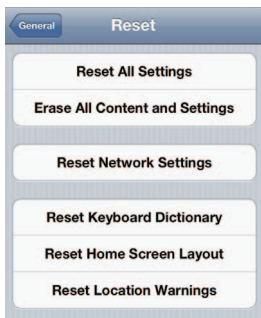 General
Reset
Reset All Settings
Erase All Content and Settings
Reset Network Settings
Reset Keyboard Dictionary
Reset Home Screen Layout
Reset Location Warnings